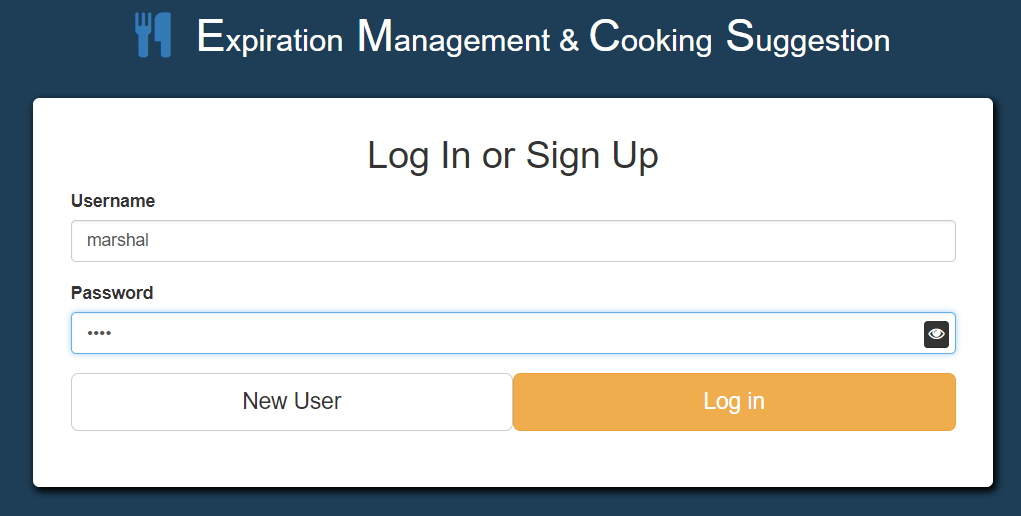 Expiration Management & Cooking Suggestion
Log In or Sign Up
Username
marshal
Password
••••
New User
Log in